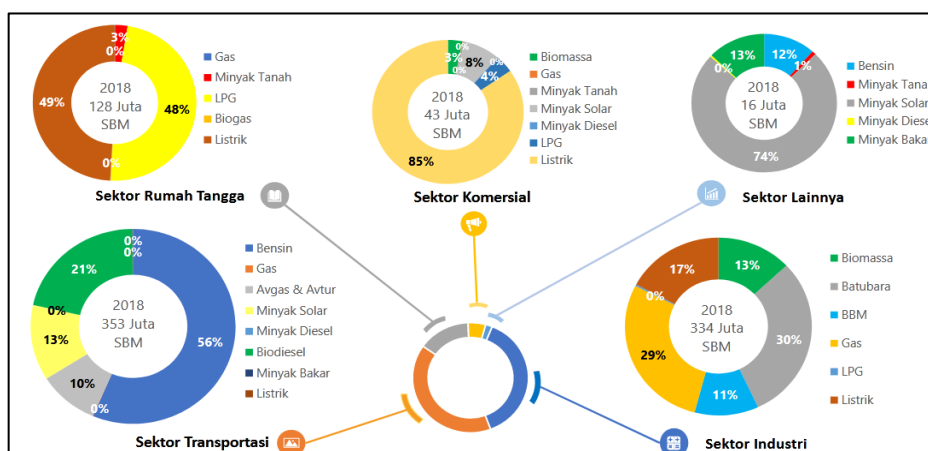 3%
0%
49%
48%
0%
2018
128 Juta
SBM
Gas
Minyak Tanah
LPG
Biogas
Listrik
Sektor Rumah Tangga
0%
3%
0%
8%
0%
4%
85%
2018
43 Juta
SBM
Biomassa
Gas
Minyak Tanah
Minyak Solar
Minyak Diesel
LPG
Listrik
Sektor Komersial
13%
12%
0%
1%
74%
2018
16 Juta
SBM
Bensin
Minyak Tana
Minyak Solar
Minyak Diese
Minyak Bakar
Sektor Lainnya
0%
0%
21%
0%
13%
10%
0%
56%
2018
353 Juta
SBM
Bensin
Gas
Avgas & Avtur
Minyak Solar
Minyak Diesel
Biodiesel
Minyak Bakar
Listrik
Sektor Transportasi
17%
13%
0%
30%
29%
11%
2018
334 Juta
SBM
Biomassa
Batubara
BBM
Gas
LPG
Listrik
Sektor Industri